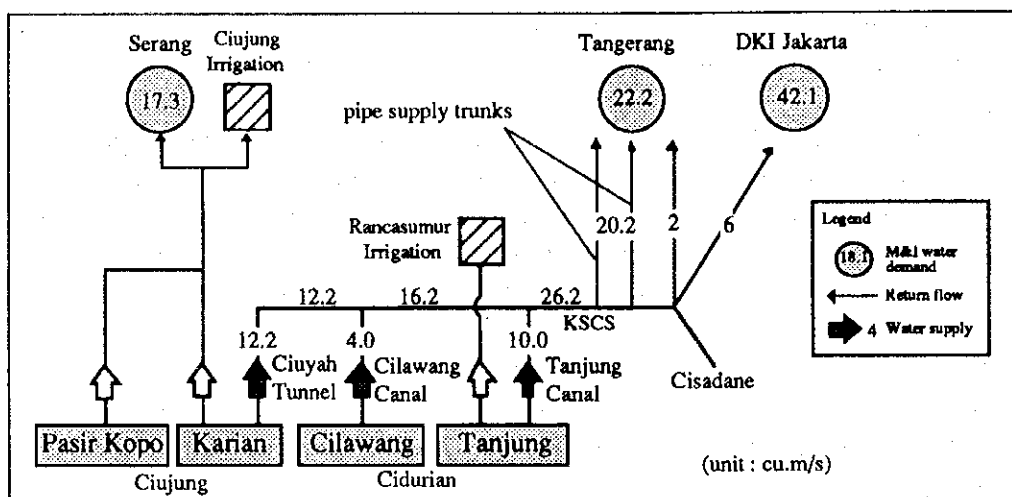 Serang
Ciujung
Irrigation
Tangerang
DKI Jakarta
17.3
22.2
42.1
pipe supply trunks
Rancasumur
Irrigation
20.2
2
6
Legend
18.1
M&I water
demand
Return flow
4 Water supply
12.2
16.2
26.2
KSCS
12.2
4.0
10.0
Ciuyah
Tunnel
Cilawang
Canal
Tanjung
Canal
Cisadane
Pasir Kopo
Karian
Cilawang
Tanjung
Ciujung
Cidurian
(unit : cu.m/s)